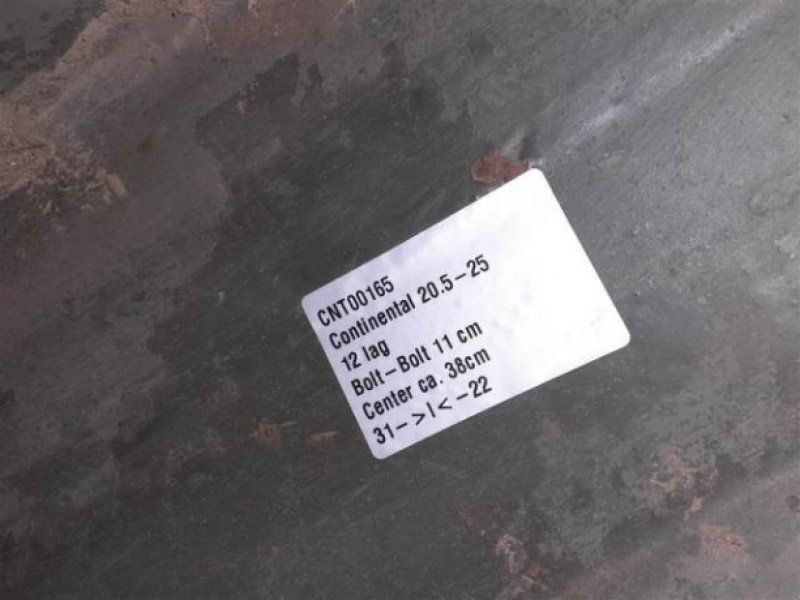 CNT00165
Continental 20.5-25
12 lag
Bolt-Bolt 11 cm
Center ca. 38cm
31->|<-22